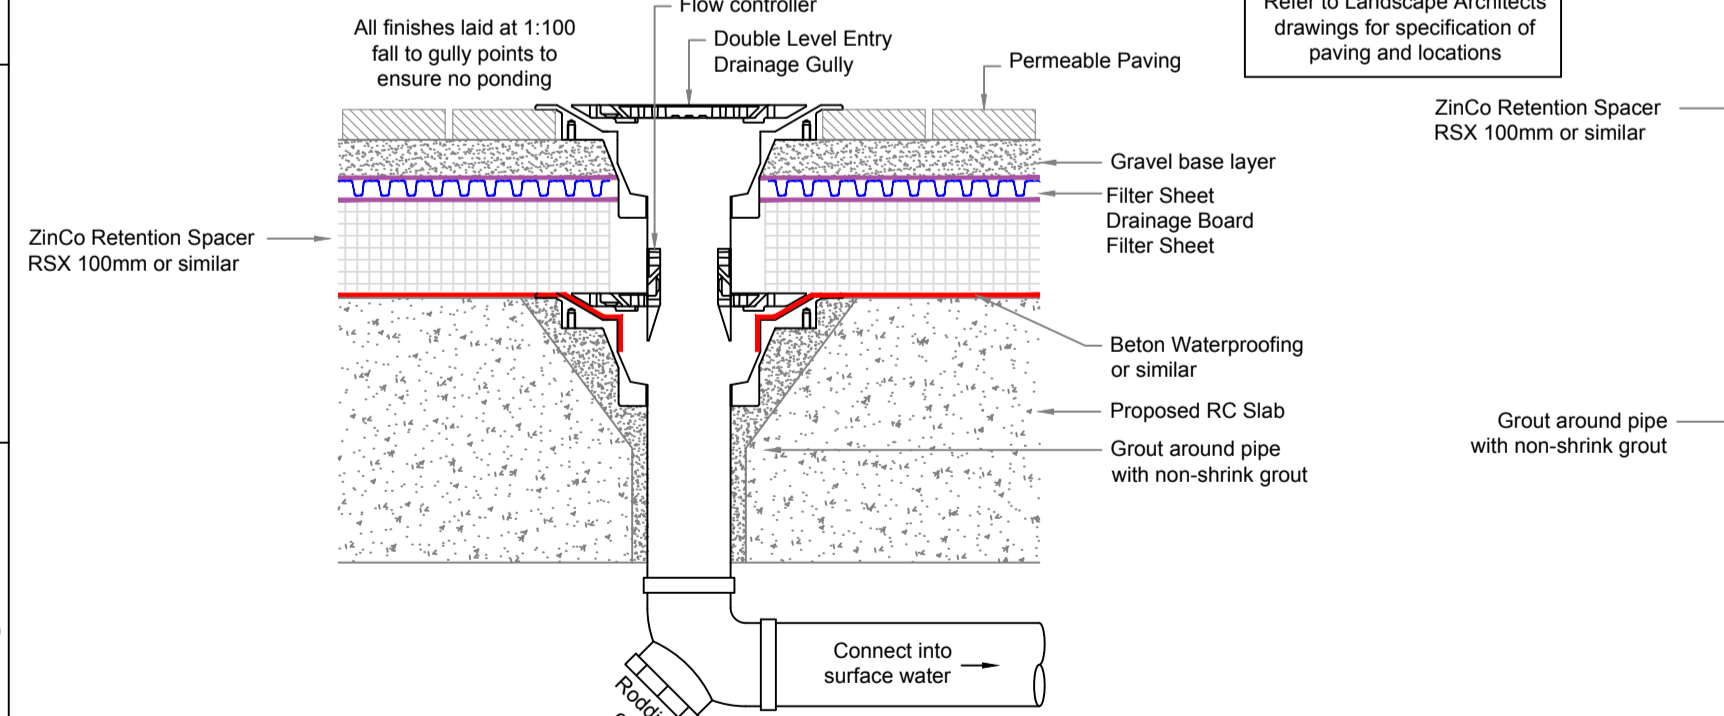 Flow controller
Refer to Landscape Architects
drawings for specification of
paving and locations
All finishes laid at 1:100
fall to gully points to
ensure no ponding
Double Level Entry
Drainage Gully
Permeable Paving
ZinCo Retention Spacer
RSX 100mm or similar
Gravel base layer
Filter Sheet
Drainage Board
Filter Sheet
ZinCo Retention Spacer
RSX 100mm or similar
Beton Waterproofing
or similar
Proposed RC Slab
Grout around pipe
with non-shrink grout
Grout around pipe
with non-shrink grout
Connect into
surface water